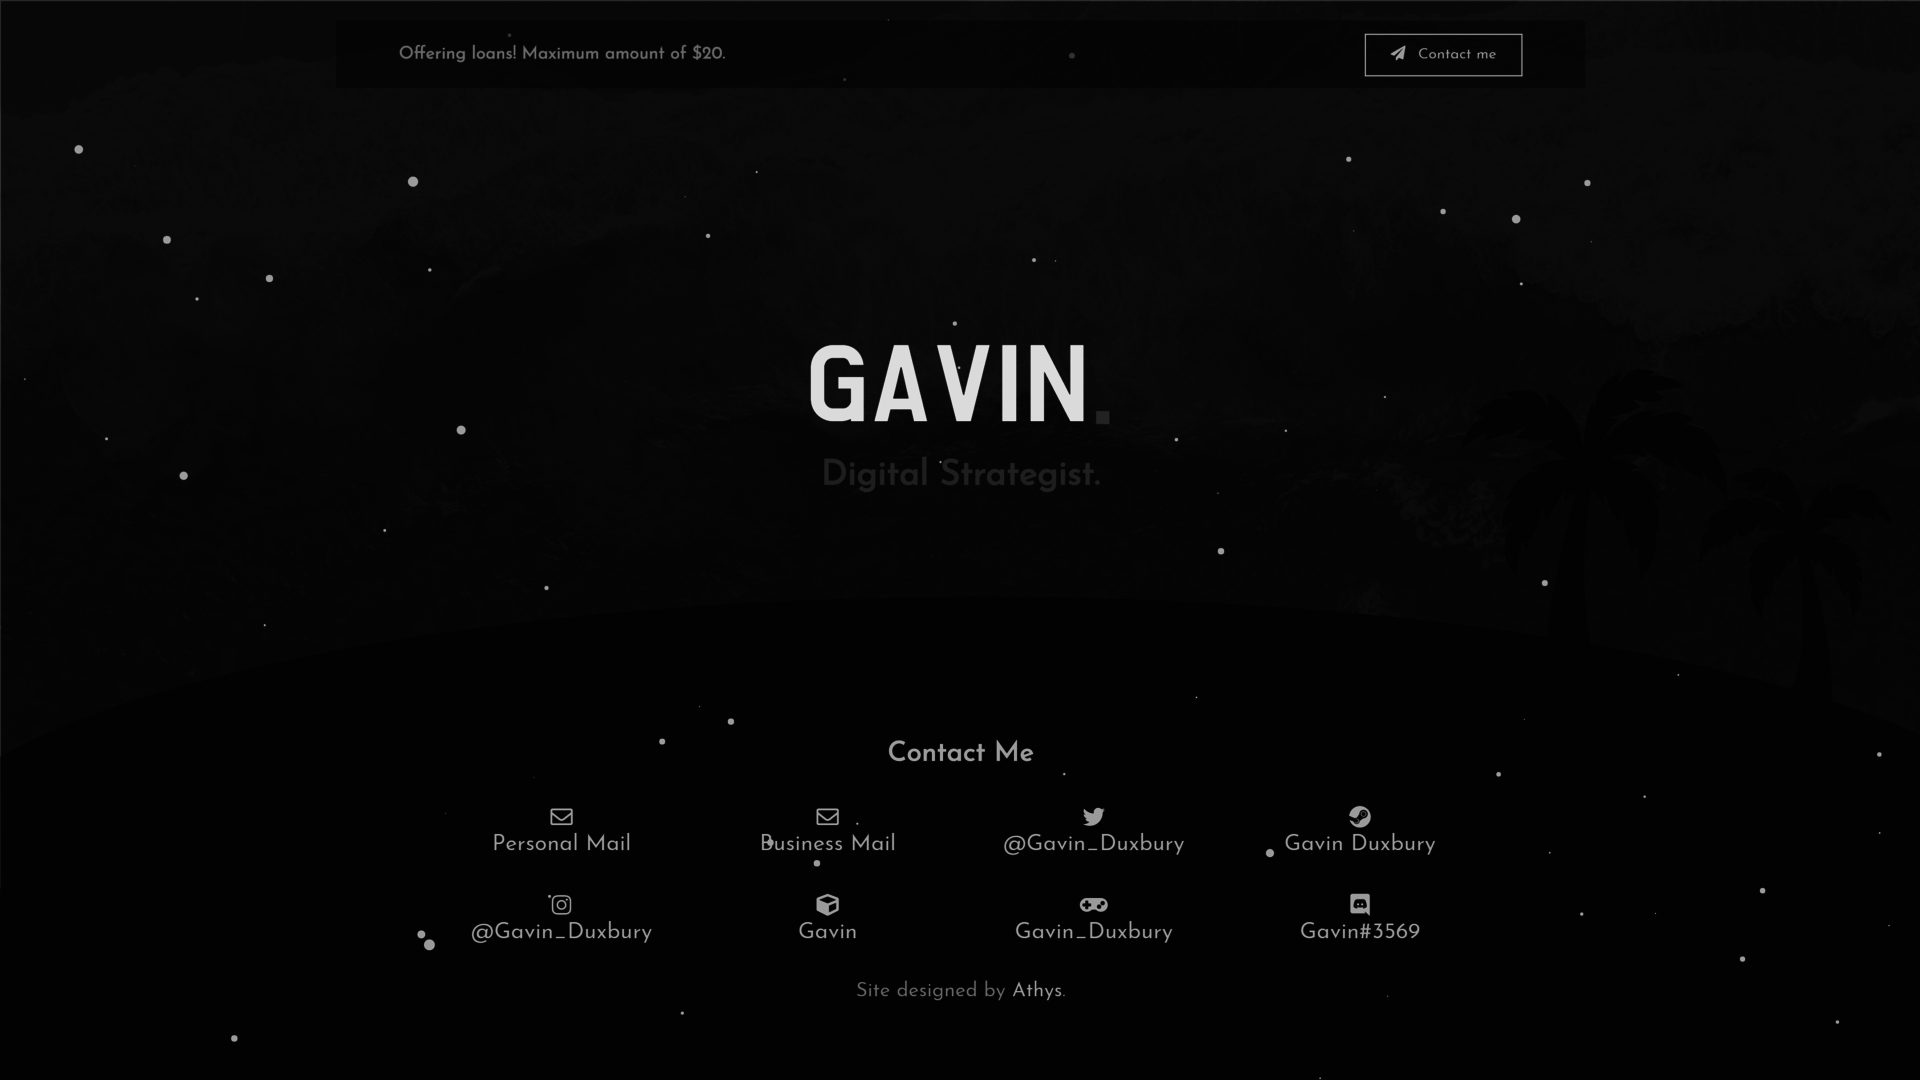 Offering loans! Maximum amount of $20.
Contact me
GAVIN.
Digital Strategist.
Contact Me
Personal Mail
Business Mail
@Gavin_Duxbury
Gavin Duxbury
@Gavin_Duxbury
Gavin
Gavin_Duxbury
Gavin#3569
Site designed by Athys.